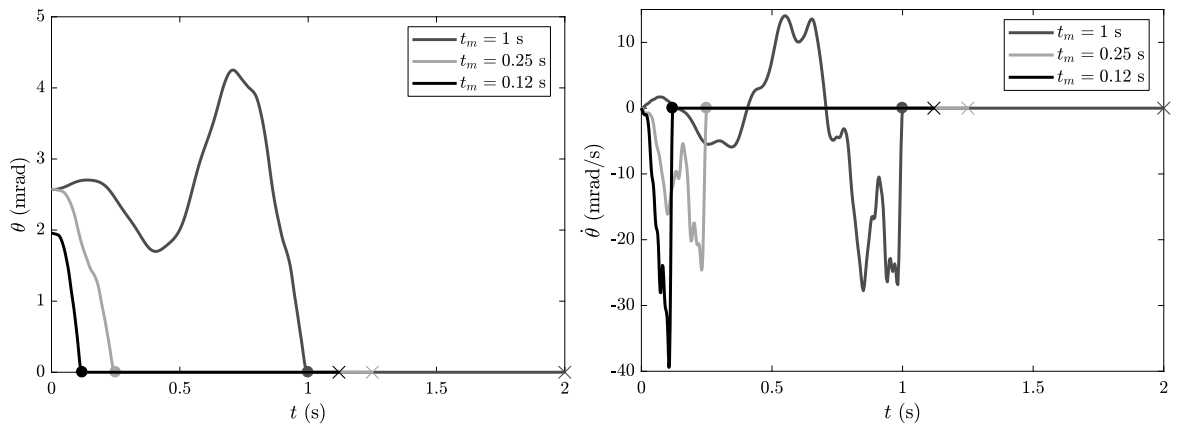 5
4
3
2
1
0
θ (mrad)
0
0.5
1
1.5
2
t (s)
t_m = 1 s
t_m = 0.25 s
t_m = 0.12 s
10
0
-10
-20
-30
-40
θ̇ (mrad/s)
0
0.5
1
1.5
2
t (s)
t_m = 1 s
t_m = 0.25 s
t_m = 0.12 s